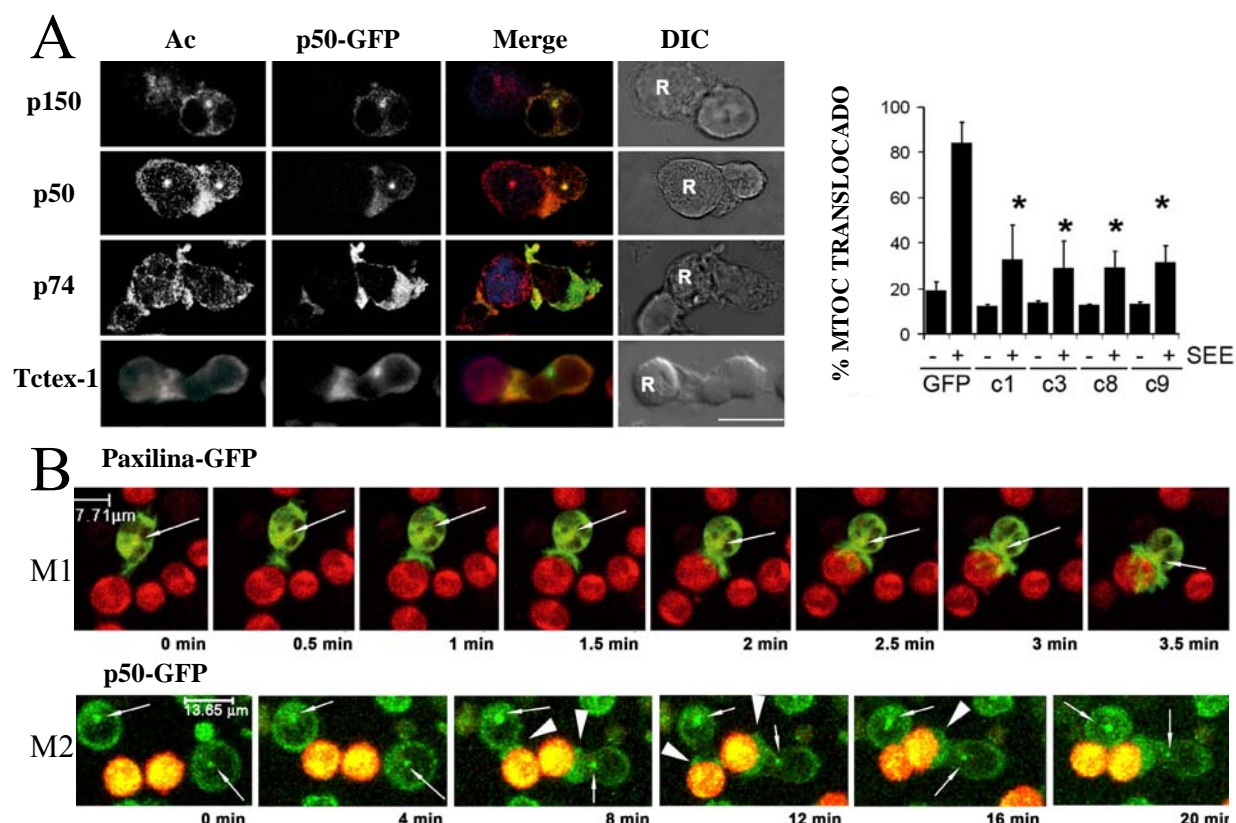 A
Ac p50-GFP Merge DIC
p150
R
p50
R
p74
R
Tctex-1
R
% MTOC TRANSLOCADO
100
80
60
40
20
0
* * * *
- + - + - + - + - + SEE
GFP c1 c3 c8 c9
B
Paxilina-GFP
M1
7.71µm
0 min 0.5 min 1 min 1.5 min 2 min 2.5 min 3 min 3.5 min
p50-GFP
M2
13.65 µm
0 min 4 min 8 min 12 min 16 min 20 min